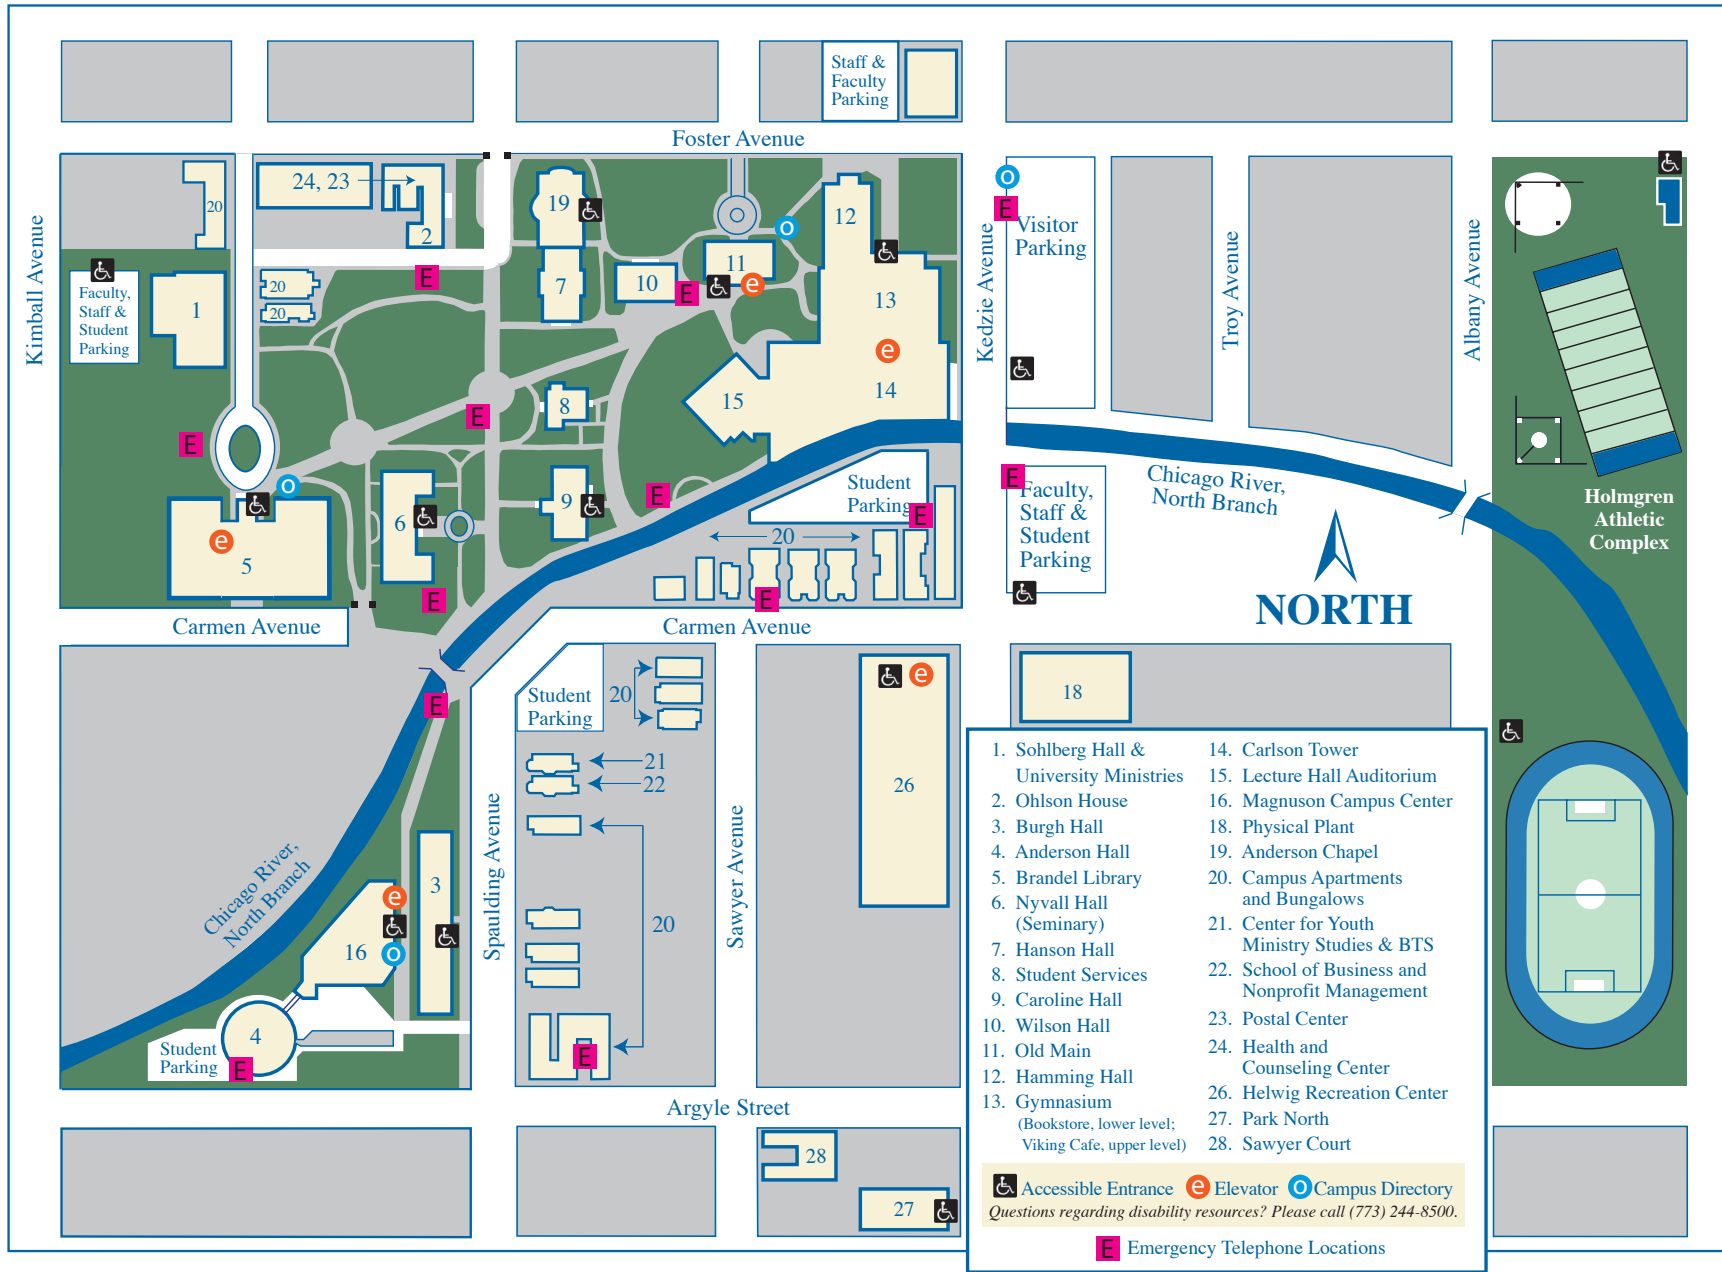 Staff &
Faculty
Parking
Foster Avenue
24, 23
20
2
19
12
o
E
Visitor
Parking
Kimball Avenue
Kedzie Avenue
Troy Avenue
Albany Avenue
Faculty,
Staff &
Student
Parking
1
20
20
E
7
10
E
11
e
o
13
e
14
15
8
E
E
o
e
5
6
9
E
E
Student
Parking
E
20
E
E
Faculty,
Staff &
Student
Parking
Chicago River,
North Branch
NORTH
Holmgren
Athletic
Complex
Carmen Avenue
Carmen Avenue
E
Student
Parking
20
21
22
20
e
26
18
Spaulding Avenue
Sawyer Avenue
Chicago River,
North Branch
e
3
16
o
4
E
Student
Parking
E
Argyle Street
28
27
1. Sohlberg Hall &
University Ministries
2. Ohlson House
3. Burgh Hall
4. Anderson Hall
5. Brandel Library
6. Nyvall Hall
(Seminary)
7. Hanson Hall
8. Student Services
9. Caroline Hall
10. Wilson Hall
11. Old Main
12. Hamming Hall
13. Gymnasium
(Bookstore, lower level;
Viking Cafe, upper level)
14. Carlson Tower
15. Lecture Hall Auditorium
16. Magnuson Campus Center
18. Physical Plant
19. Anderson Chapel
20. Campus Apartments
and Bungalows
21. Center for Youth
Ministry Studies & BTS
22. School of Business and
Nonprofit Management
23. Postal Center
24. Health and
Counseling Center
26. Helwig Recreation Center
27. Park North
28. Sawyer Court
Accessible Entrance e Elevator o Campus Directory
Questions regarding disability resources? Please call (773) 244-8500.
E Emergency Telephone Locations